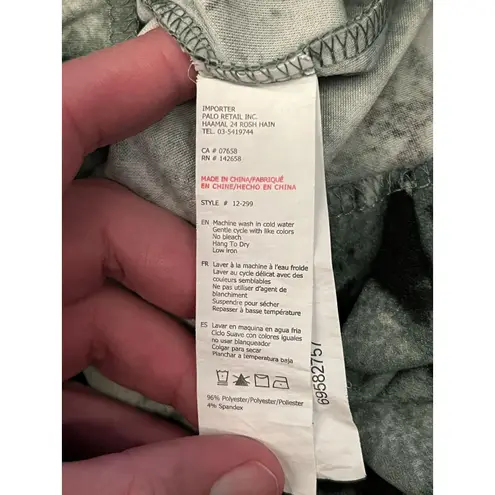 IMPORTER
PALO RETAIL INC.
HAAMAL 24 ROSH HAIN
TEL. 03-5419744
CA # 07658
RN # 142658
MADE IN CHINA/FABRIQUÉ
EN CHINE/HECHO EN CHINA
STYLE # 12-299
EN Machine wash in cold water
Gentle cycle with like colors
No bleach
Hang To Dry
Low iron
FR Laver à la machine à l'eau froide
Laver au cycle délicat avec des
couleurs semblables
Ne pas utiliser d'agent de
blanchiment
Suspendre pour sécher
Repasser à basse température
ES Lavar en maquina en agua fria
Ciclo Suave con colores iguales
no usar blanqueador
Colgar para secar
Planchar a temperatura baja
96% Polyester/Polyester/Poliester
4% Spandex
69582757